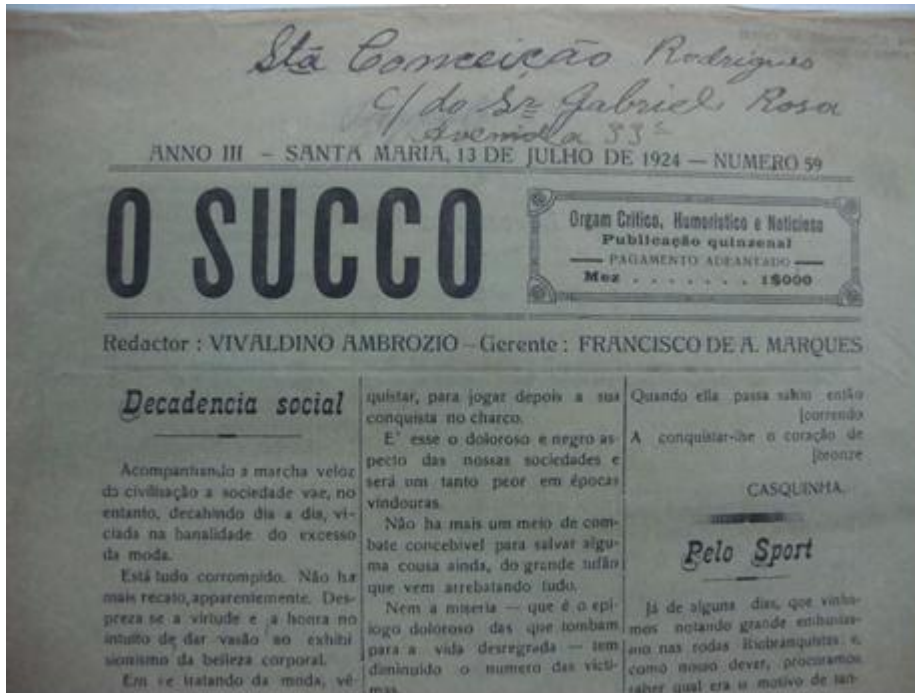 Sta Conceição Rodrigues
C/ do Sr Gabriel Rosa
Avenida 33
ANNO III – SANTA MARIA, 13 DE JULHO DE 1924 — NUMERO 59
O SUCCO
Orgam Critico, Humoristico e Noticioso
Publicação quinzenal
PAGAMENTO ADEANTADO
Mez . . . . . . . 1$000
Redactor : VIVALDINO AMBROZIO – Gerente : FRANCISCO DE A. MARQUES
Decadencia social
Acompanhando a marcha veloz
da civilisação a sociedade vae, no
entanto, decahindo dia a dia, vi-
ciada na banalidade do excesso
da moda.
Está tudo corrompido. Não ha
mais recato, apparentemente. Des-
preza se a virtude e a honra no
intuito de dar vasão ao exhibi
sionismo da belleza corporal.
Em se tratando da moda, vê-
quistar, para jogar depois a sua
conquista no charco.
E' esse o doloroso e negro as-
pecto das nossas sociedades e
será um tanto peor em épocas
vindouras.
Não ha mais um meio de com-
bate concebivel para salvar algu-
ma cousa ainda, do grande tufão
que vem arrebatando tudo.
Nem a miseria — que é o epi-
logo doloroso das que tombam
para a vida desregrada — tem
diminuido o numero das victi-
mas.
Quando ella passa então
[correndo
A conquistar-lhe o coração de
[bronze
CASQUINHA.
Pelo Sport
Já de alguns dias, que vinha-
mos notando grande enthusias-
mo nas rodas Riobranquistas e,
como nosso dever, procuramos
saber qual era o motivo de tan-